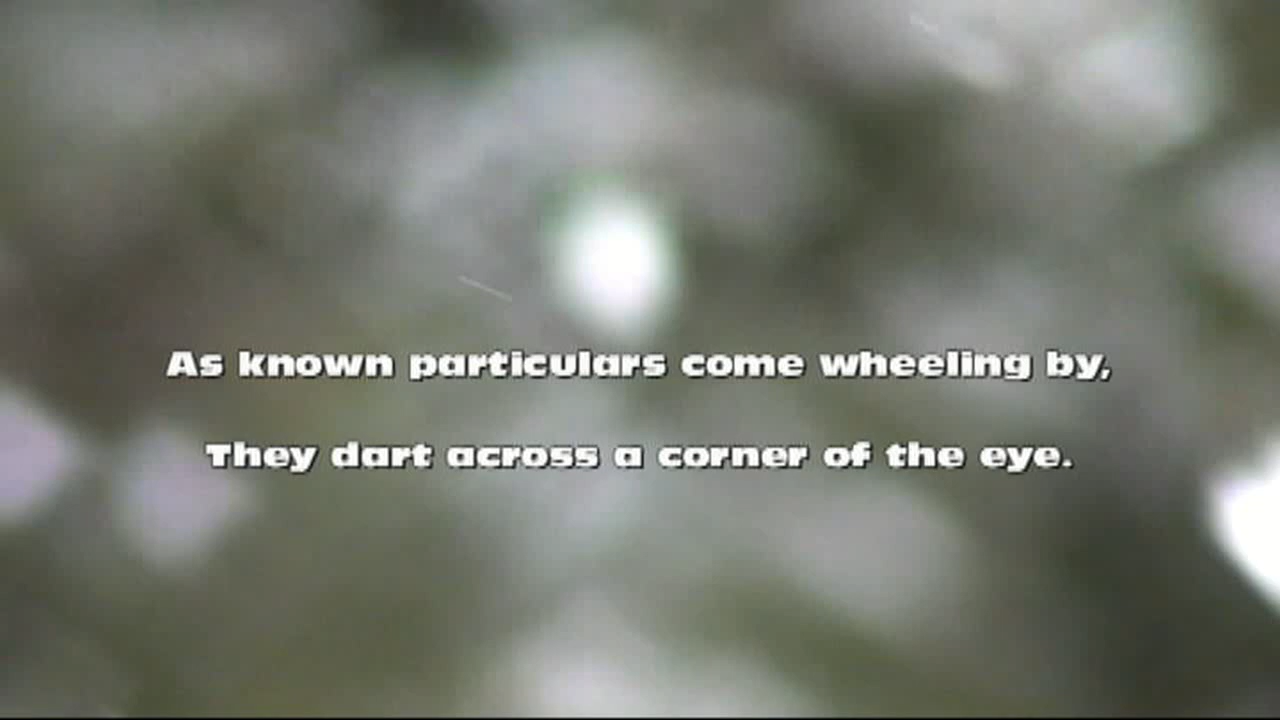 As known particulars come wheeling by,
They dart across a corner of the eye.